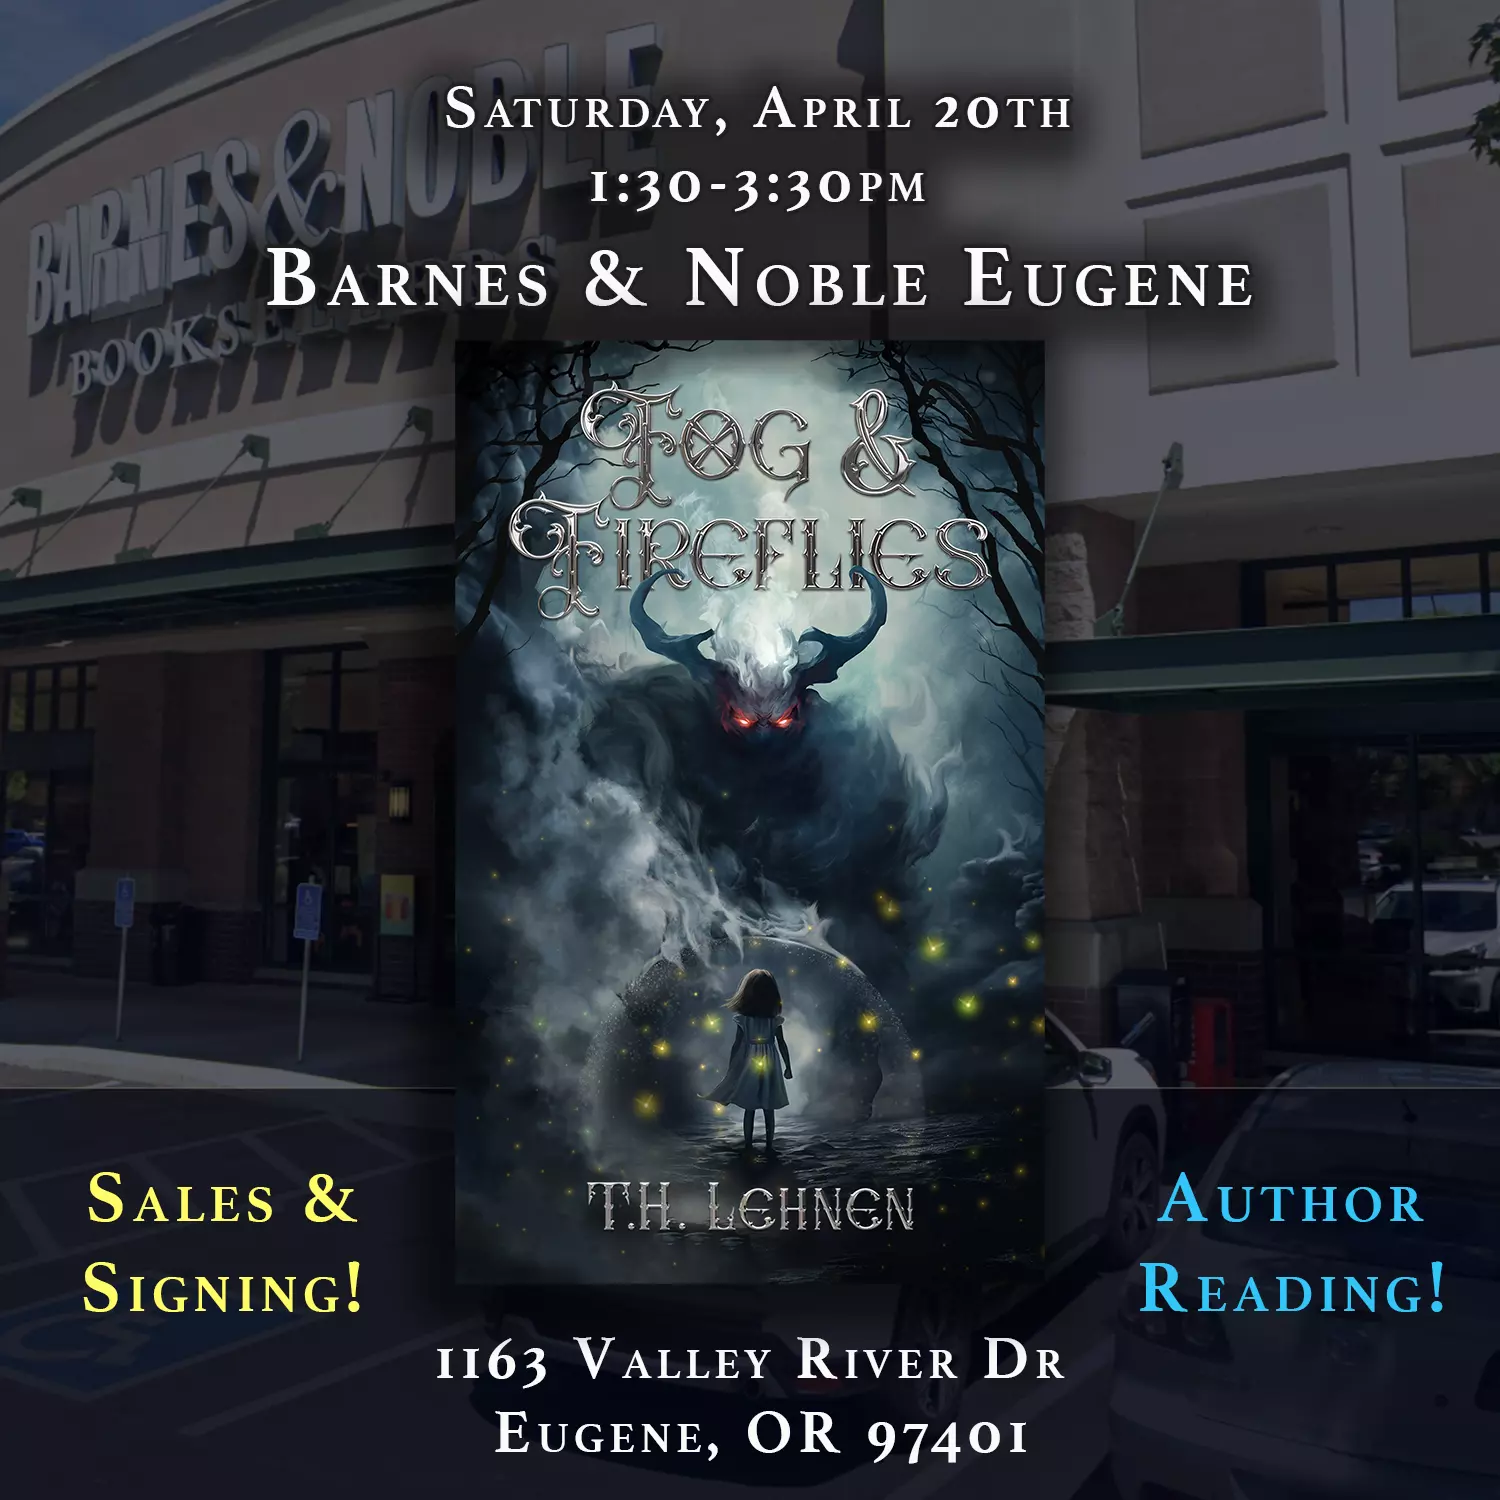 Saturday, April 20th
1:30-3:30pm
Barnes & Noble Eugene
BARNES & NOBLE
BOOKSELLERS
Fog &
Fireflies
T.H. Lehnen
Sales &
Signing!
Author
Reading!
1163 Valley River Dr
Eugene, OR 97401